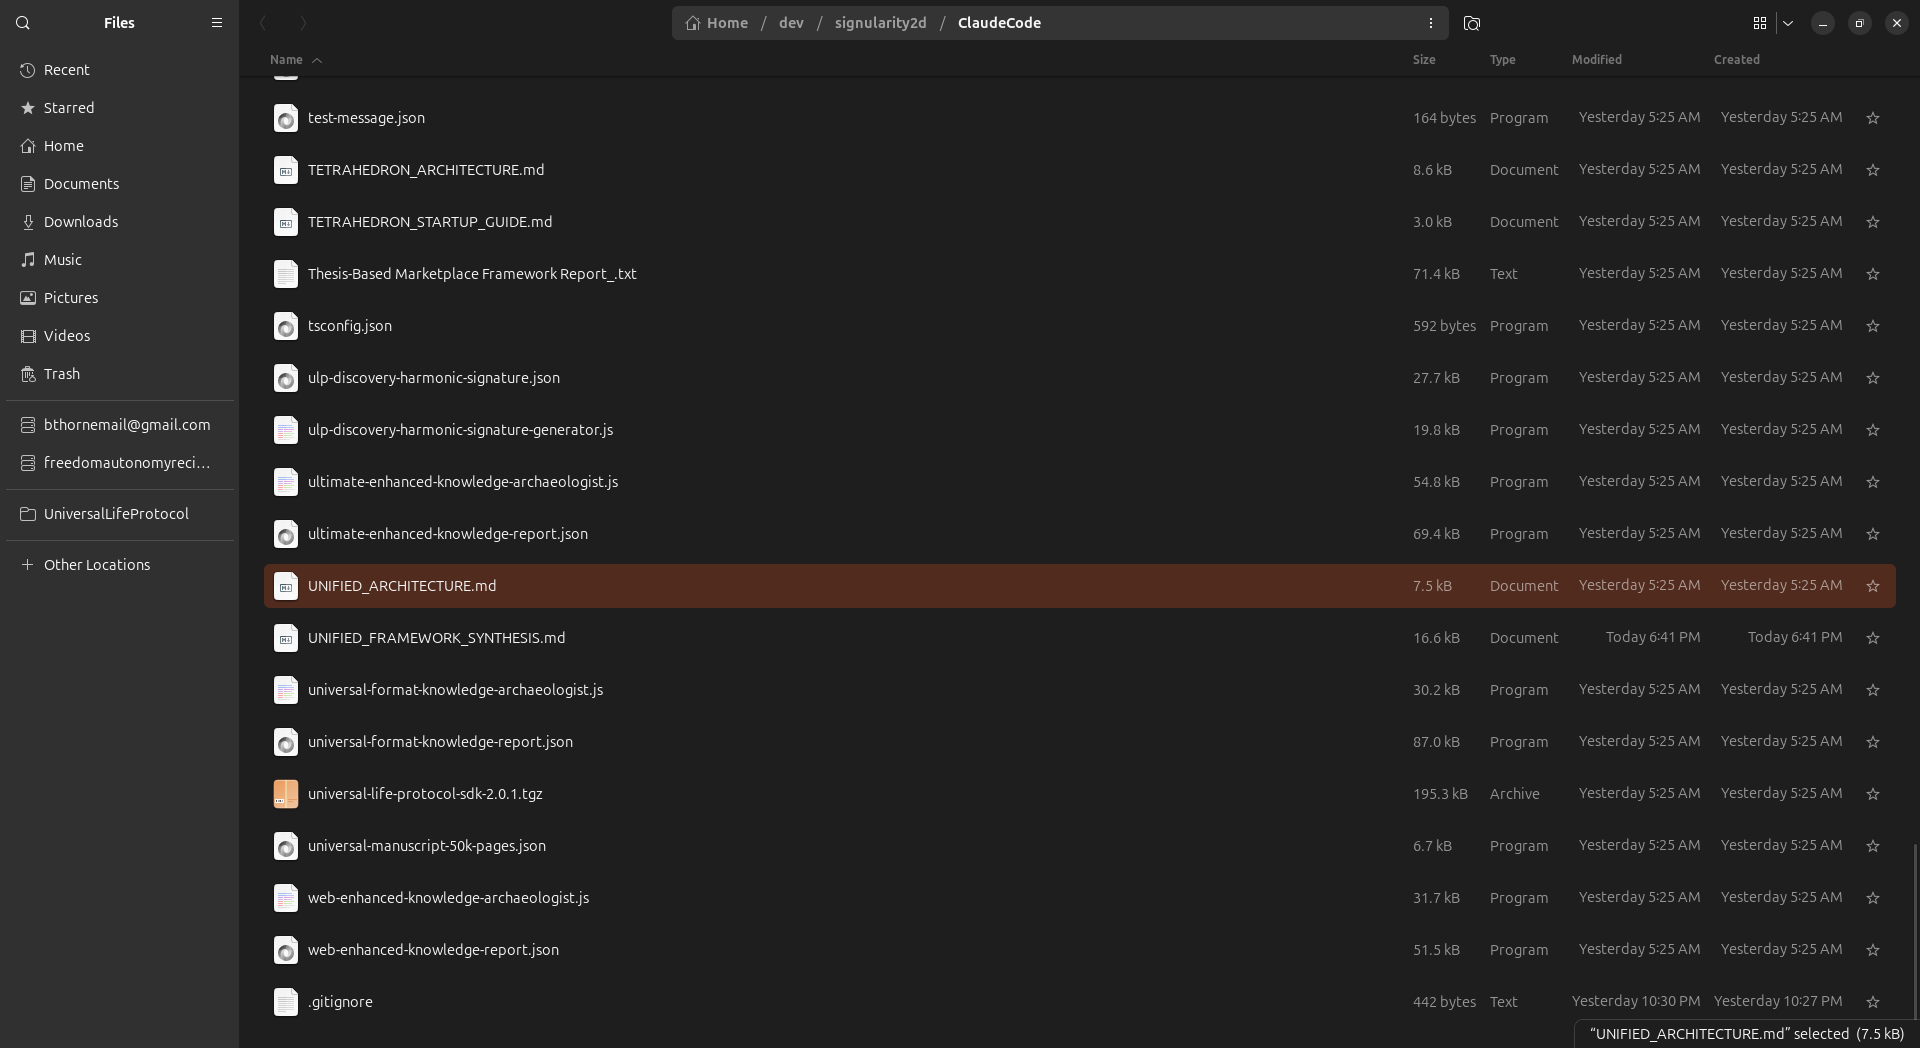 Files
Home / dev / signularity2d / ClaudeCode
Recent
Starred
Home
Documents
Downloads
Music
Pictures
Videos
Trash
bthornemail@gmail.com
freedomautonomyreci...
UniversalLifeProtocol
Other Locations
Name Size Type Modified Created
test-message.json 164 bytes Program Yesterday 5:25 AM Yesterday 5:25 AM
TETRAHEDRON_ARCHITECTURE.md 8.6 kB Document Yesterday 5:25 AM Yesterday 5:25 AM
TETRAHEDRON_STARTUP_GUIDE.md 3.0 kB Document Yesterday 5:25 AM Yesterday 5:25 AM
Thesis-Based Marketplace Framework Report_.txt 71.4 kB Text Yesterday 5:25 AM Yesterday 5:25 AM
tsconfig.json 592 bytes Program Yesterday 5:25 AM Yesterday 5:25 AM
ulp-discovery-harmonic-signature.json 27.7 kB Program Yesterday 5:25 AM Yesterday 5:25 AM
ulp-discovery-harmonic-signature-generator.js 19.8 kB Program Yesterday 5:25 AM Yesterday 5:25 AM
ultimate-enhanced-knowledge-archaeologist.js 54.8 kB Program Yesterday 5:25 AM Yesterday 5:25 AM
ultimate-enhanced-knowledge-report.json 69.4 kB Program Yesterday 5:25 AM Yesterday 5:25 AM
UNIFIED_ARCHITECTURE.md 7.5 kB Document Yesterday 5:25 AM Yesterday 5:25 AM
UNIFIED_FRAMEWORK_SYNTHESIS.md 16.6 kB Document Today 6:41 PM Today 6:41 PM
universal-format-knowledge-archaeologist.js 30.2 kB Program Yesterday 5:25 AM Yesterday 5:25 AM
universal-format-knowledge-report.json 87.0 kB Program Yesterday 5:25 AM Yesterday 5:25 AM
universal-life-protocol-sdk-2.0.1.tgz 195.3 kB Archive Yesterday 5:25 AM Yesterday 5:25 AM
universal-manuscript-50k-pages.json 6.7 kB Program Yesterday 5:25 AM Yesterday 5:25 AM
web-enhanced-knowledge-archaeologist.js 31.7 kB Program Yesterday 5:25 AM Yesterday 5:25 AM
web-enhanced-knowledge-report.json 51.5 kB Program Yesterday 5:25 AM Yesterday 5:25 AM
.gitignore 442 bytes Text Yesterday 10:30 PM Yesterday 10:27 PM
“UNIFIED_ARCHITECTURE.md” selected (7.5 kB)